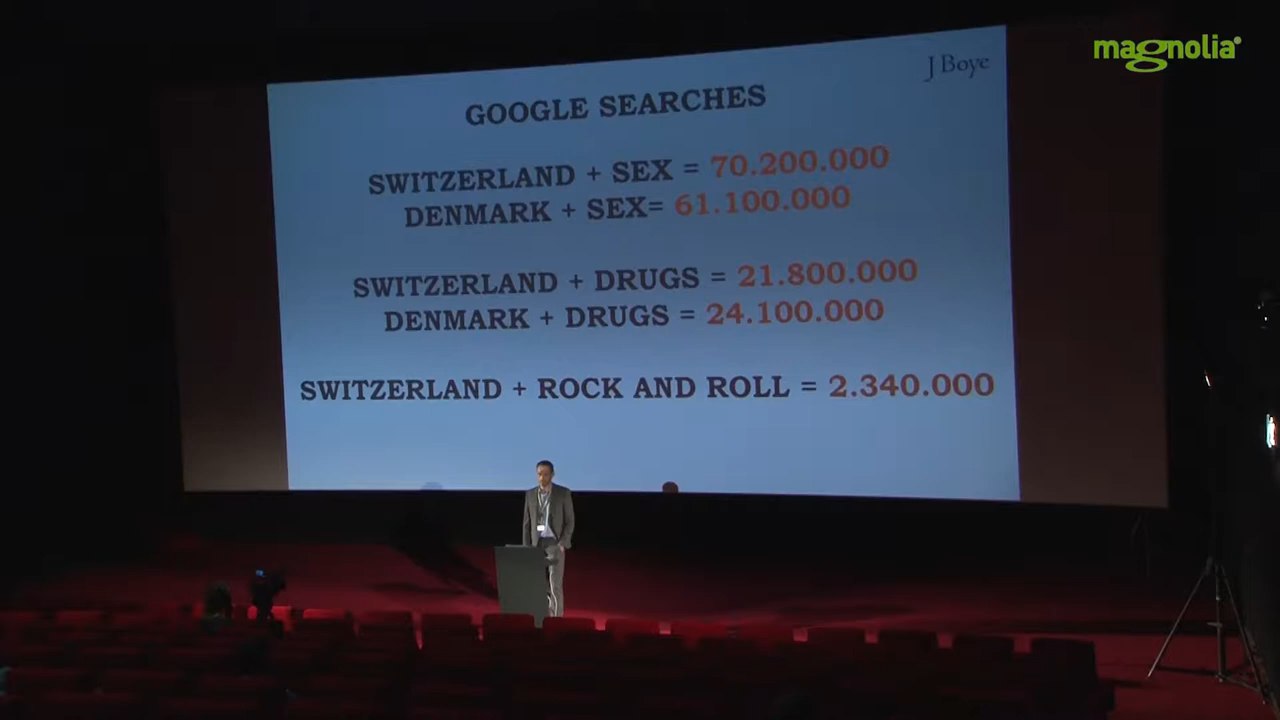 magnolia®
J Boye
GOOGLE SEARCHES
SWITZERLAND + SEX = 70.200.000
DENMARK + SEX= 61.100.000
SWITZERLAND + DRUGS = 21.800.000
DENMARK + DRUGS = 24.100.000
SWITZERLAND + ROCK AND ROLL = 2.340.000